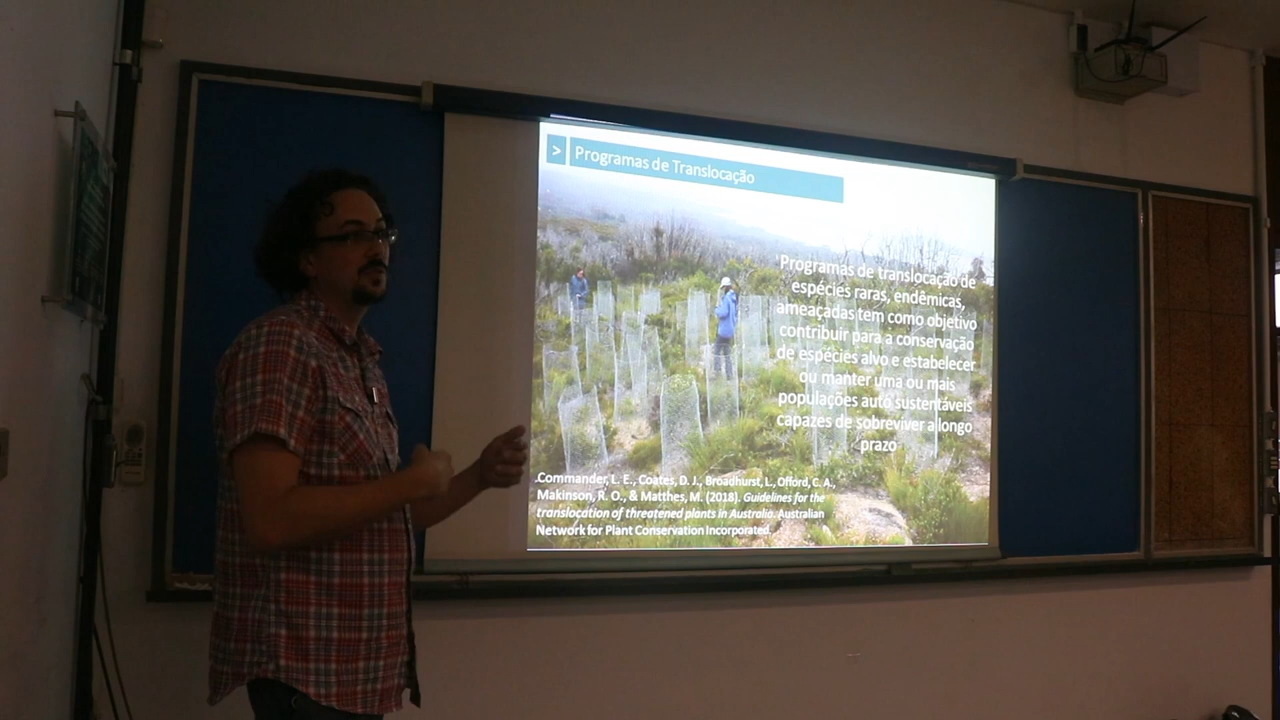 > Programas de Translocação
'Programas de translocação de
espécies raras, endêmicas,
ameaçadas tem como objetivo
contribuir para a conservação
de espécies alvo e estabelecer
ou manter uma ou mais
populações auto sustentáveis
capazes de sobreviver a longo
prazo
.Commander, L. E., Coates, D. J., Broadhurst, L., Offord, C. A.,
Makinson, R. O., & Matthes, M. (2018). Guidelines for the
translocation of threatened plants in Australia. Australian
Network for Plant Conservation Incorporated.